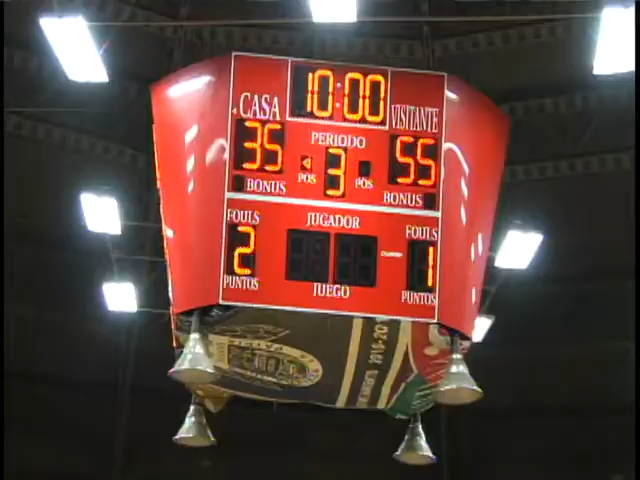 10:00
CASA VISITANTE
35 PERIODO 55
POS 3 POS
BONUS BONUS
FOULS JUGADOR FOULS
2 1
PUNTOS JUEGO PUNTOS